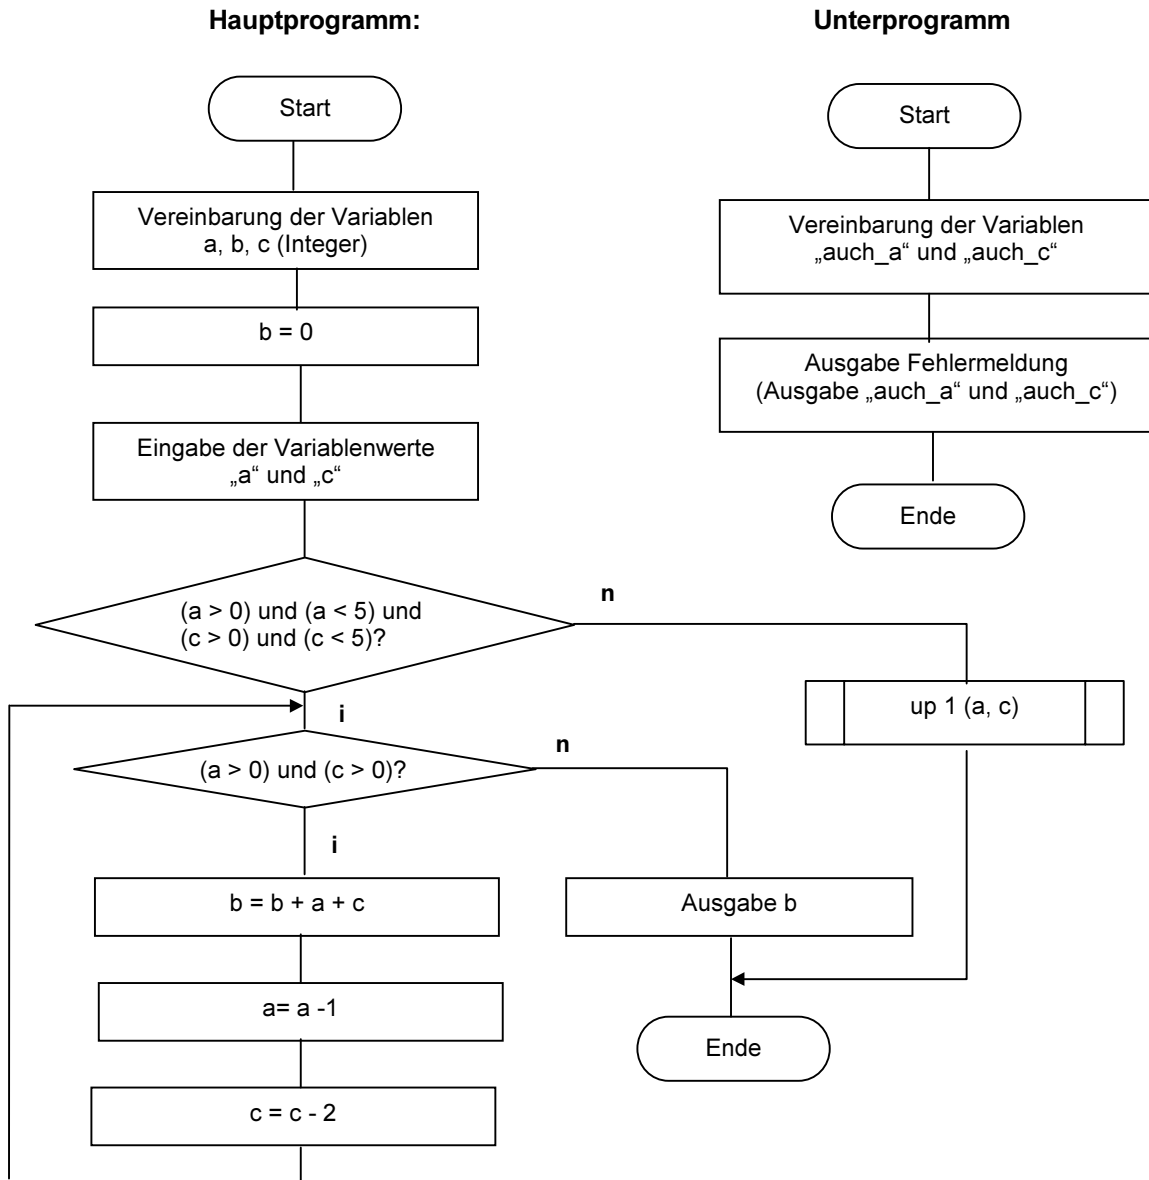 Hauptprogramm:
Start
Vereinbarung der Variablen
a, b, c (Integer)
b = 0
Eingabe der Variablenwerte
„a“ und „c“
(a > 0) und (a < 5) und
(c > 0) und (c < 5)?
n
i
(a > 0) und (c > 0)?
n
i
b = b + a + c
a= a -1
c = c - 2
up 1 (a, c)
Ausgabe b
Ende
Unterprogramm
Start
Vereinbarung der Variablen
„auch_a“ und „auch_c“
Ausgabe Fehlermeldung
(Ausgabe „auch_a“ und „auch_c“)
Ende